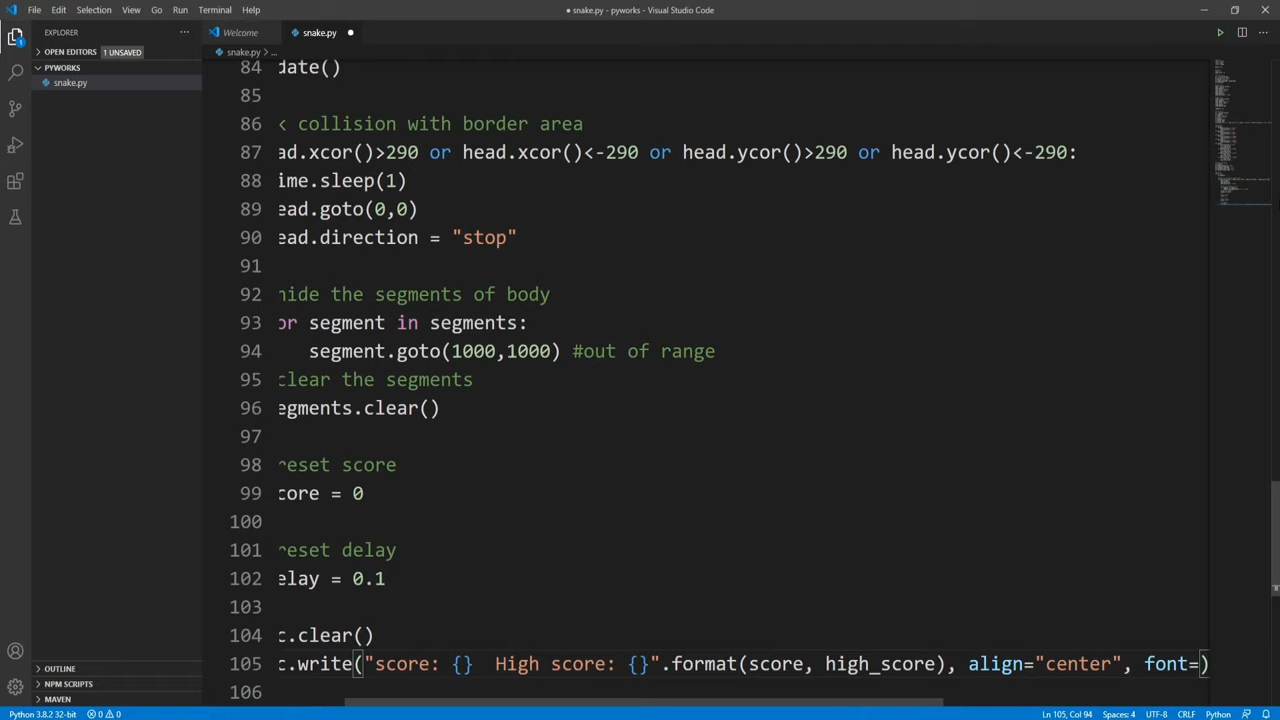 File Edit Selection View Go Run Terminal Help
● snake.py - pyworks - Visual Studio Code
EXPLORER
OPEN EDITORS 1 UNSAVED
PYWORKS
snake.py
OUTLINE
NPM SCRIPTS
MAVEN
Welcome snake.py
snake.py > ...
84 date()
85
86 collision with border area
87 ad.xcor()>290 or head.xcor()<-290 or head.ycor()>290 or head.ycor()<-290:
88 ime.sleep(1)
89 ead.goto(0,0)
90 ead.direction = "stop"
91
92 hide the segments of body
93 or segment in segments:
94 segment.goto(1000,1000) #out of range
95 clear the segments
96 egments.clear()
97
98 reset score
99 core = 0
100
101 reset delay
102 elay = 0.1
103
104 c.clear()
105 c.write("score: {}  High score: {}".format(score, high_score), align="center", font=)
106
Python 3.8.2 32-bit 0 0
Ln 105, Col 94 Spaces: 4 UTF-8 CRLF Python